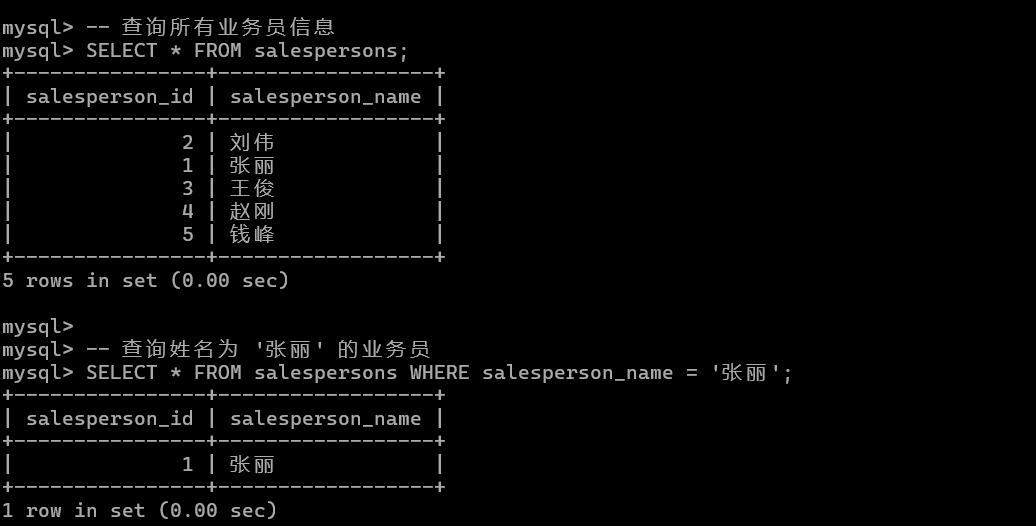 mysql> -- 查询所有业务员信息
mysql> SELECT * FROM salespersons;
+----------------+------------------+
| salesperson_id | salesperson_name |
+----------------+------------------+
|              2 | 刘伟             |
|              1 | 张丽             |
|              3 | 王俊             |
|              4 | 赵刚             |
|              5 | 钱峰             |
+----------------+------------------+
5 rows in set (0.00 sec)

mysql>
mysql> -- 查询姓名为 '张丽' 的业务员
mysql> SELECT * FROM salespersons WHERE salesperson_name = '张丽';
+----------------+------------------+
| salesperson_id | salesperson_name |
+----------------+------------------+
|              1 | 张丽             |
+----------------+------------------+
1 row in set (0.00 sec)